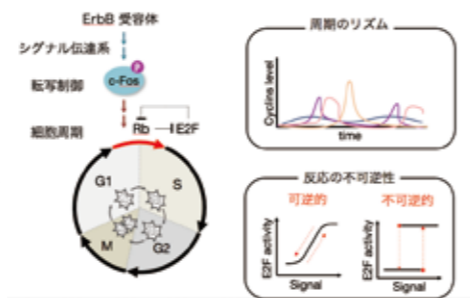 ErbB 受容体
シグナル伝達系
P
c-Fos
転写制御
細胞周期
Rb
E2F
G1
S
M
G2
周期のリズム
Cyclins level
time
反応の不可逆性
可逆的
不可逆的
E2F activity
Signal
E2F activity
Signal